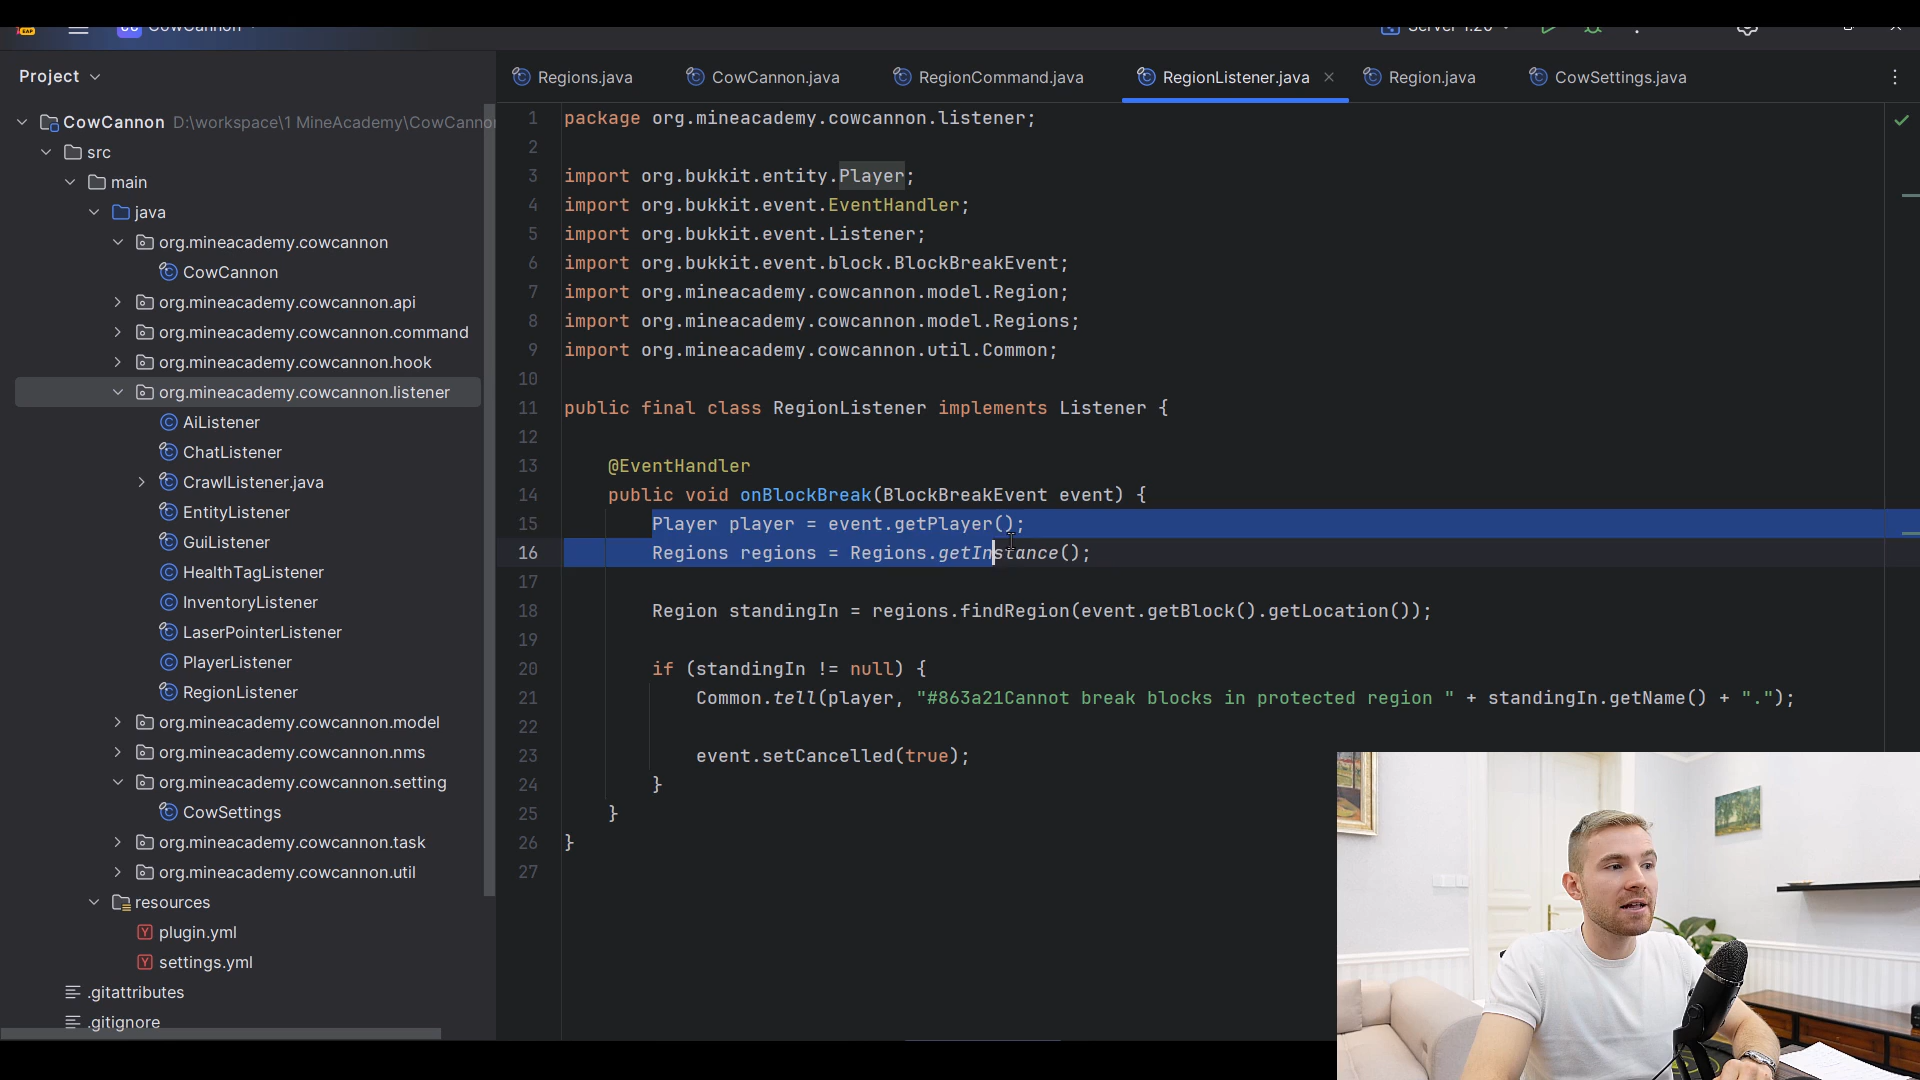 EAP
CowCannon
Server 1.20
Project
Regions.java
CowCannon.java
RegionCommand.java
RegionListener.java
Region.java
CowSettings.java
CowCannon D:\workspace\1 MineAcademy\CowCanno
src
main
java
org.mineacademy.cowcannon
CowCannon
org.mineacademy.cowcannon.api
org.mineacademy.cowcannon.command
org.mineacademy.cowcannon.hook
org.mineacademy.cowcannon.listener
AiListener
ChatListener
CrawlListener.java
EntityListener
GuiListener
HealthTagListener
InventoryListener
LaserPointerListener
PlayerListener
RegionListener
org.mineacademy.cowcannon.model
org.mineacademy.cowcannon.nms
org.mineacademy.cowcannon.setting
CowSettings
org.mineacademy.cowcannon.task
org.mineacademy.cowcannon.util
resources
plugin.yml
settings.yml
.gitattributes
.gitignore
1 package org.mineacademy.cowcannon.listener;
2
3 import org.bukkit.entity.Player;
4 import org.bukkit.event.EventHandler;
5 import org.bukkit.event.Listener;
6 import org.bukkit.event.block.BlockBreakEvent;
7 import org.mineacademy.cowcannon.model.Region;
8 import org.mineacademy.cowcannon.model.Regions;
9 import org.mineacademy.cowcannon.util.Common;
10
11 public final class RegionListener implements Listener {
12
13 @EventHandler
14 public void onBlockBreak(BlockBreakEvent event) {
15 Player player = event.getPlayer();
16 Regions regions = Regions.getInstance();
17
18 Region standingIn = regions.findRegion(event.getBlock().getLocation());
19
20 if (standingIn != null) {
21 Common.tell(player, "#863a21Cannot break blocks in protected region " + standingIn.getName() + ".");
22
23 event.setCancelled(true);
24 }
25 }
26 }
27